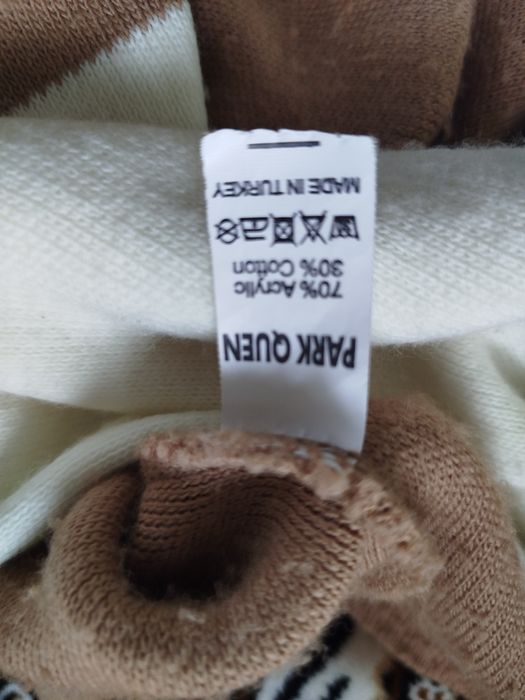 PARK QUEN
70% Acrylic
30% Cotton
MADE IN TURKEY